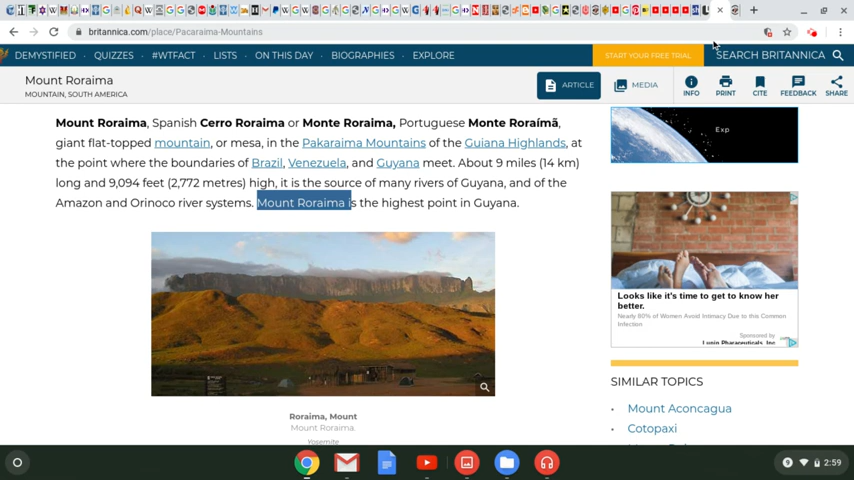 britannica.com/place/Pacaraima-Mountains
DEMYSTIFIED QUIZZES #WTFACT LISTS ON THIS DAY BIOGRAPHIES EXPLORE START YOUR FREE TRIAL SEARCH BRITANNICA
Mount Roraima
MOUNTAIN, SOUTH AMERICA
ARTICLE MEDIA INFO PRINT CITE FEEDBACK SHARE
Mount Roraima, Spanish Cerro Roraima or Monte Roraima, Portuguese Monte Roraímã,
giant flat-topped mountain, or mesa, in the Pakaraima Mountains of the Guiana Highlands, at
the point where the boundaries of Brazil, Venezuela, and Guyana meet. About 9 miles (14 km)
long and 9,094 feet (2,772 metres) high, it is the source of many rivers of Guyana, and of the
Amazon and Orinoco river systems. Mount Roraima is the highest point in Guyana.
Roraima, Mount
Mount Roraima.
Yosemite
Exp
Looks like it's time to get to know her
better.
Nearly 80% of Women Avoid Intimacy Due to this Common
Infection
Sponsored by
Lupin Pharaceuticals, Inc.
SIMILAR TOPICS
Mount Aconcagua
Cotopaxi
9 2:59